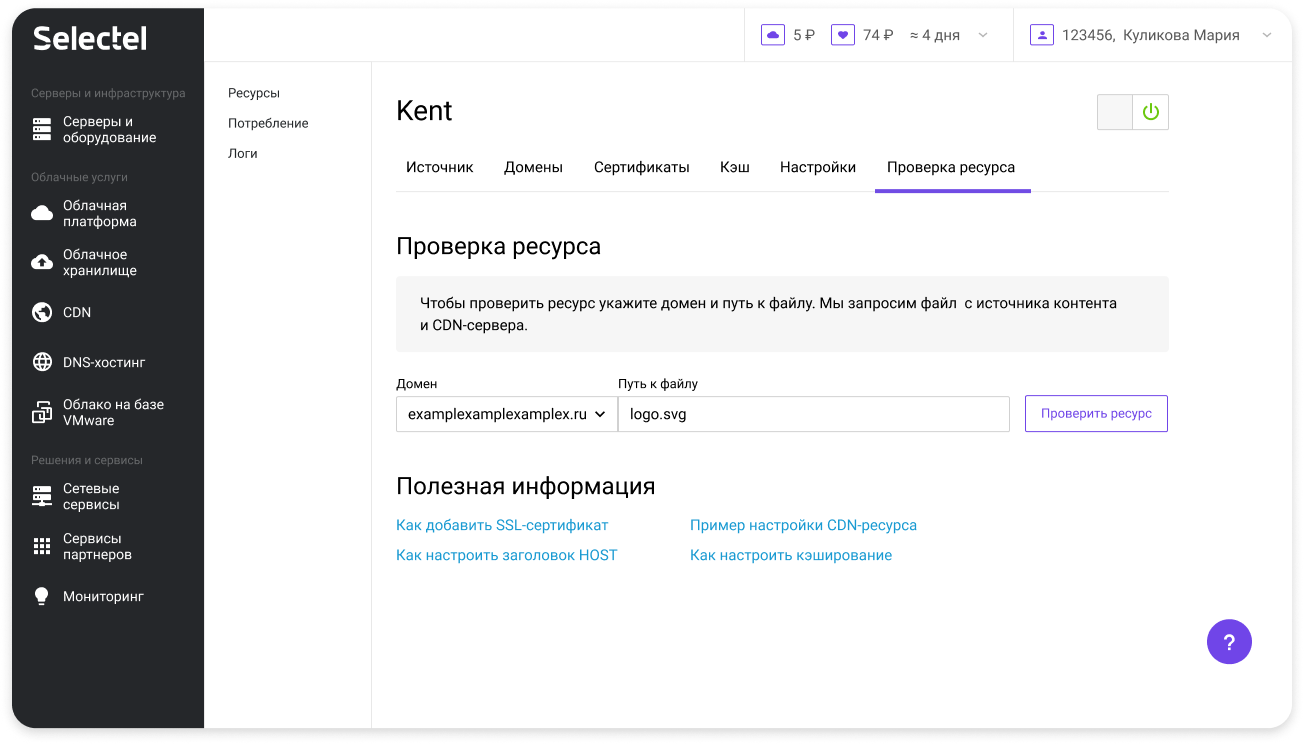 Selectel
5 ₽ 74 ₽ ≈ 4 дня
123456, Куликова Мария
Серверы и инфраструктура
Серверы и
оборудование
Облачные услуги
Облачная
платформа
Облачное
хранилище
CDN
DNS-хостинг
Облако на базе
VMware
Решения и сервисы
Сетевые
сервисы
Сервисы
партнеров
Мониторинг
Ресурсы
Потребление
Логи
Kent
Источник Домены Сертификаты Кэш Настройки Проверка ресурса
Проверка ресурса
Чтобы проверить ресурс укажите домен и путь к файлу. Мы запросим файл с источника контента
и CDN-сервера.
Домен Путь к файлу
examplexamplexamplex.ru logo.svg Проверить ресурс
Полезная информация
Как добавить SSL-сертификат Пример настройки CDN-ресурса
Как настроить заголовок HOST Как настроить кэширование
?